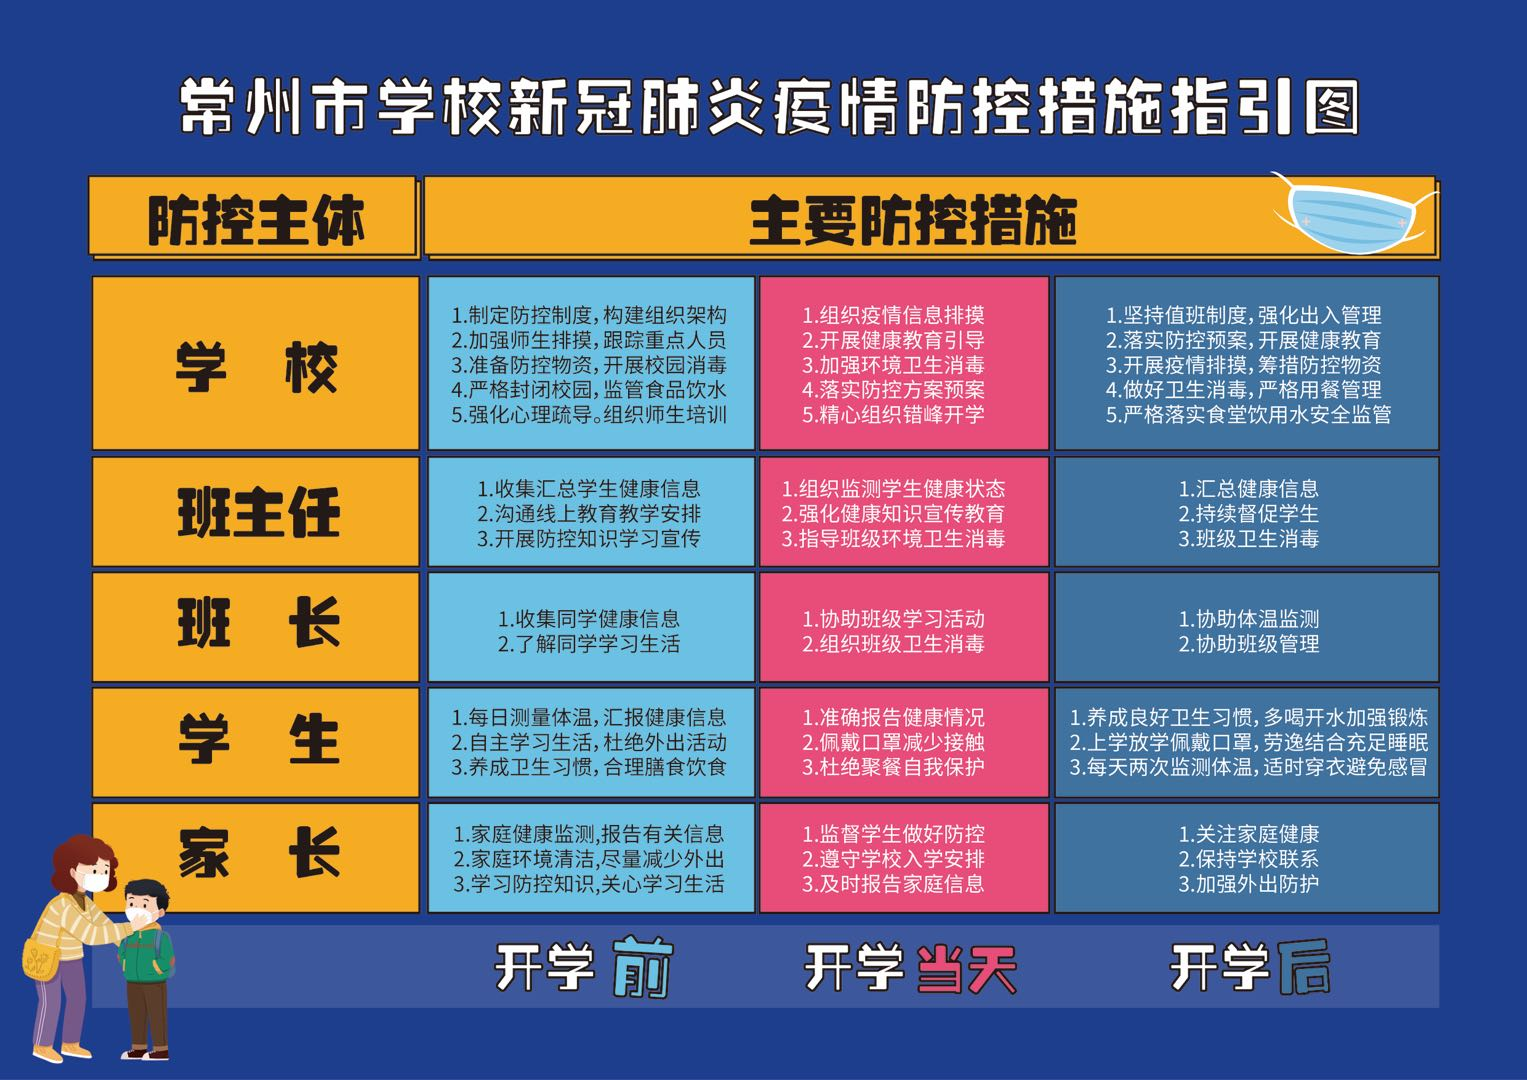 常州市学校新冠肺炎疫情防控措施指引图
防控主体
主要防控措施
学 校
1.制定防控制度，构建组织架构
2.加强师生排摸，跟踪重点人员
3.准备防控物资，开展校园消毒
4.严格封闭校园，监管食品饮水
5.强化心理疏导。组织师生培训
1.组织疫情信息排摸
2.开展健康教育引导
3.加强环境卫生消毒
4.落实防控方案预案
5.精心组织错峰开学
1.坚持值班制度，强化出入管理
2.落实防控预案，开展健康教育
3.开展疫情排摸，筹措防控物资
4.做好卫生消毒，严格用餐管理
5.严格落实食堂饮用水安全监管
班主任
1.收集汇总学生健康信息
2.沟通线上教育教学安排
3.开展防控知识学习宣传
1.组织监测学生健康状态
2.强化健康知识宣传教育
3.指导班级环境卫生消毒
1.汇总健康信息
2.持续督促学生
3.班级卫生消毒
班 长
1.收集同学健康信息
2.了解同学学习生活
1.协助班级学习活动
2.组织班级卫生消毒
1.协助体温监测
2.协助班级管理
学 生
1.每日测量体温，汇报健康信息
2.自主学习生活，杜绝外出活动
3.养成卫生习惯，合理膳食饮食
1.准确报告健康情况
2.佩戴口罩减少接触
3.杜绝聚餐自我保护
1.养成良好卫生习惯，多喝开水加强锻炼
2.上学放学佩戴口罩，劳逸结合充足睡眠
3.每天两次监测体温，适时穿衣避免感冒
家 长
1.家庭健康监测,报告有关信息
2.家庭环境清洁,尽量减少外出
3.学习防控知识,关心学习生活
1.监督学生做好防控
2.遵守学校入学安排
3.及时报告家庭信息
1.关注家庭健康
2.保持学校联系
3.加强外出防护
开学前
开学当天
开学后